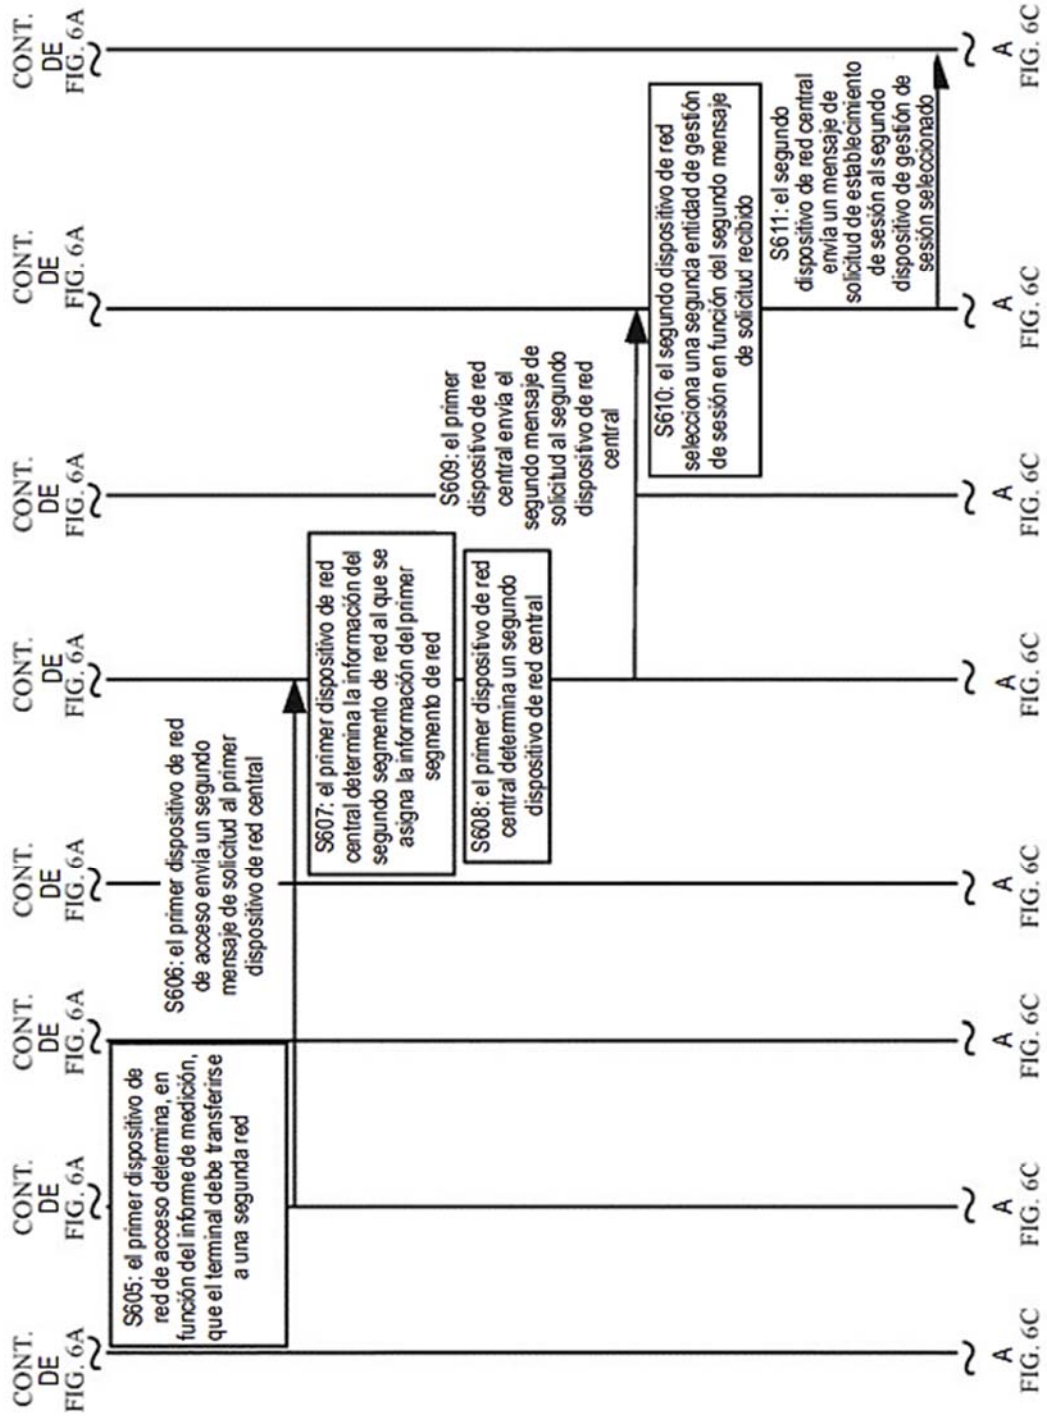 CONT.
DE
FIG. 6A
CONT.
DE
FIG. 6A
CONT.
DE
FIG. 6A
CONT.
DE
FIG. 6A
CONT.
DE
FIG. 6A
CONT.
DE
FIG. 6A
CONT.
DE
FIG. 6A
CONT.
DE
FIG. 6A
S605: el primer dispositivo de
red de acceso determina, en
función del informe de medición,
que el terminal debe transferirse
a una segunda red
S606: el primer dispositivo de red
de acceso envía un segundo
mensaje de solicitud al primer
dispositivo de red central
S607: el primer dispositivo de red
central determina la información del
segundo segmento de red al que se
asigna la información del primer
segmento de red
S608: el primer dispositivo de red
central determina un segundo
dispositivo de red central
S609: el primer
dispositivo de red
central envía el
segundo mensaje de
solicitud al segundo
dispositivo de red
central
S610: el segundo dispositivo de red
selecciona una segunda entidad de gestión
de sesión en función del segundo mensaje
de solicitud recibido
S611: el segundo
dispositivo de red central
envía un mensaje de
solicitud de establecimiento
de sesión al segundo
dispositivo de gestión de
sesión seleccionado
A
FIG. 6C
A
FIG. 6C
A
FIG. 6C
A
FIG. 6C
A
FIG. 6C
A
FIG. 6C
A
FIG. 6C
A
FIG. 6C